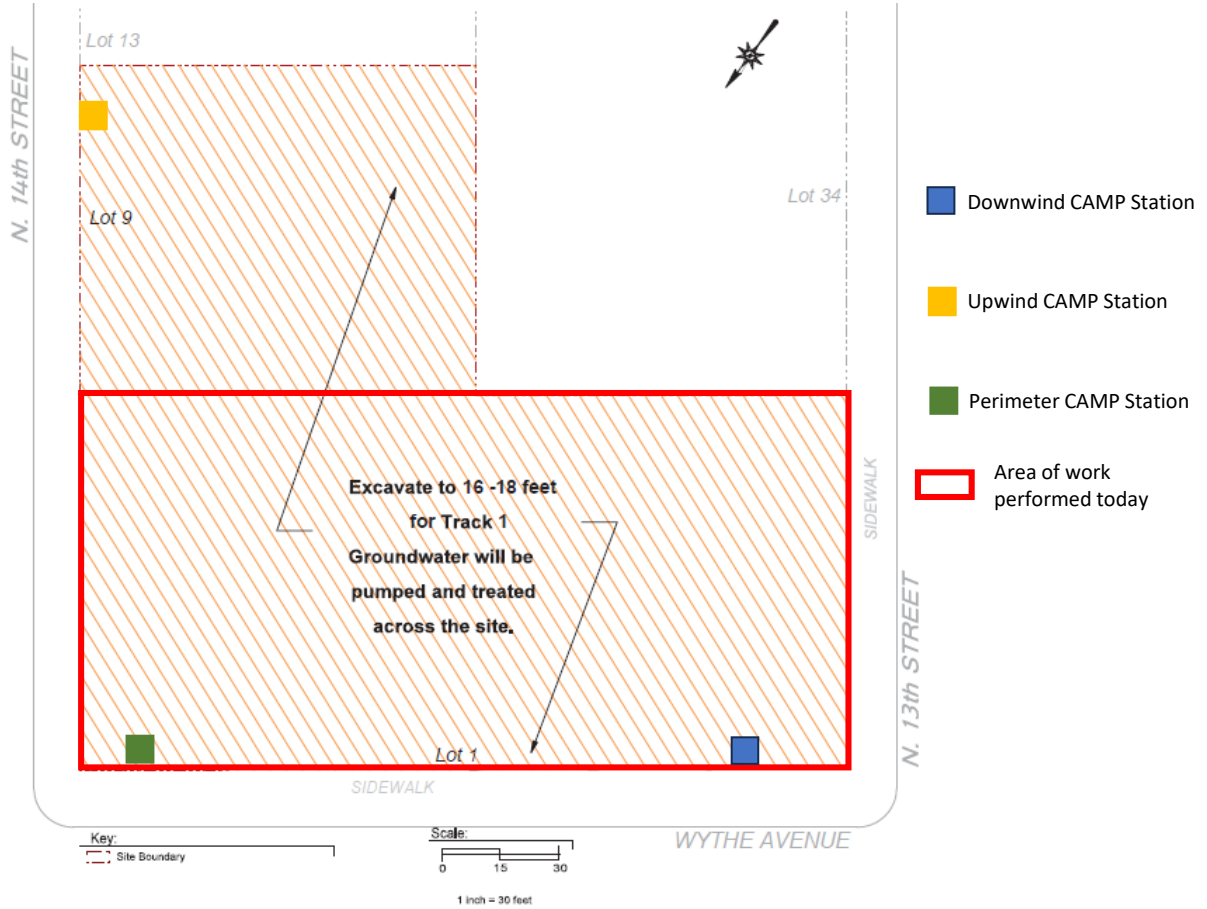 Lot 13
N. 14th STREET
Lot 9
Lot 34
Downwind CAMP Station
Upwind CAMP Station
Perimeter CAMP Station
Area of work
performed today
Excavate to 16 -18 feet
for Track 1
Groundwater will be
pumped and treated
across the site.
SIDEWALK
N. 13th STREET
Lot 1
SIDEWALK
WYTHE AVENUE
Key:
Site Boundary
Scale:
0 15 30
1 inch = 30 feet